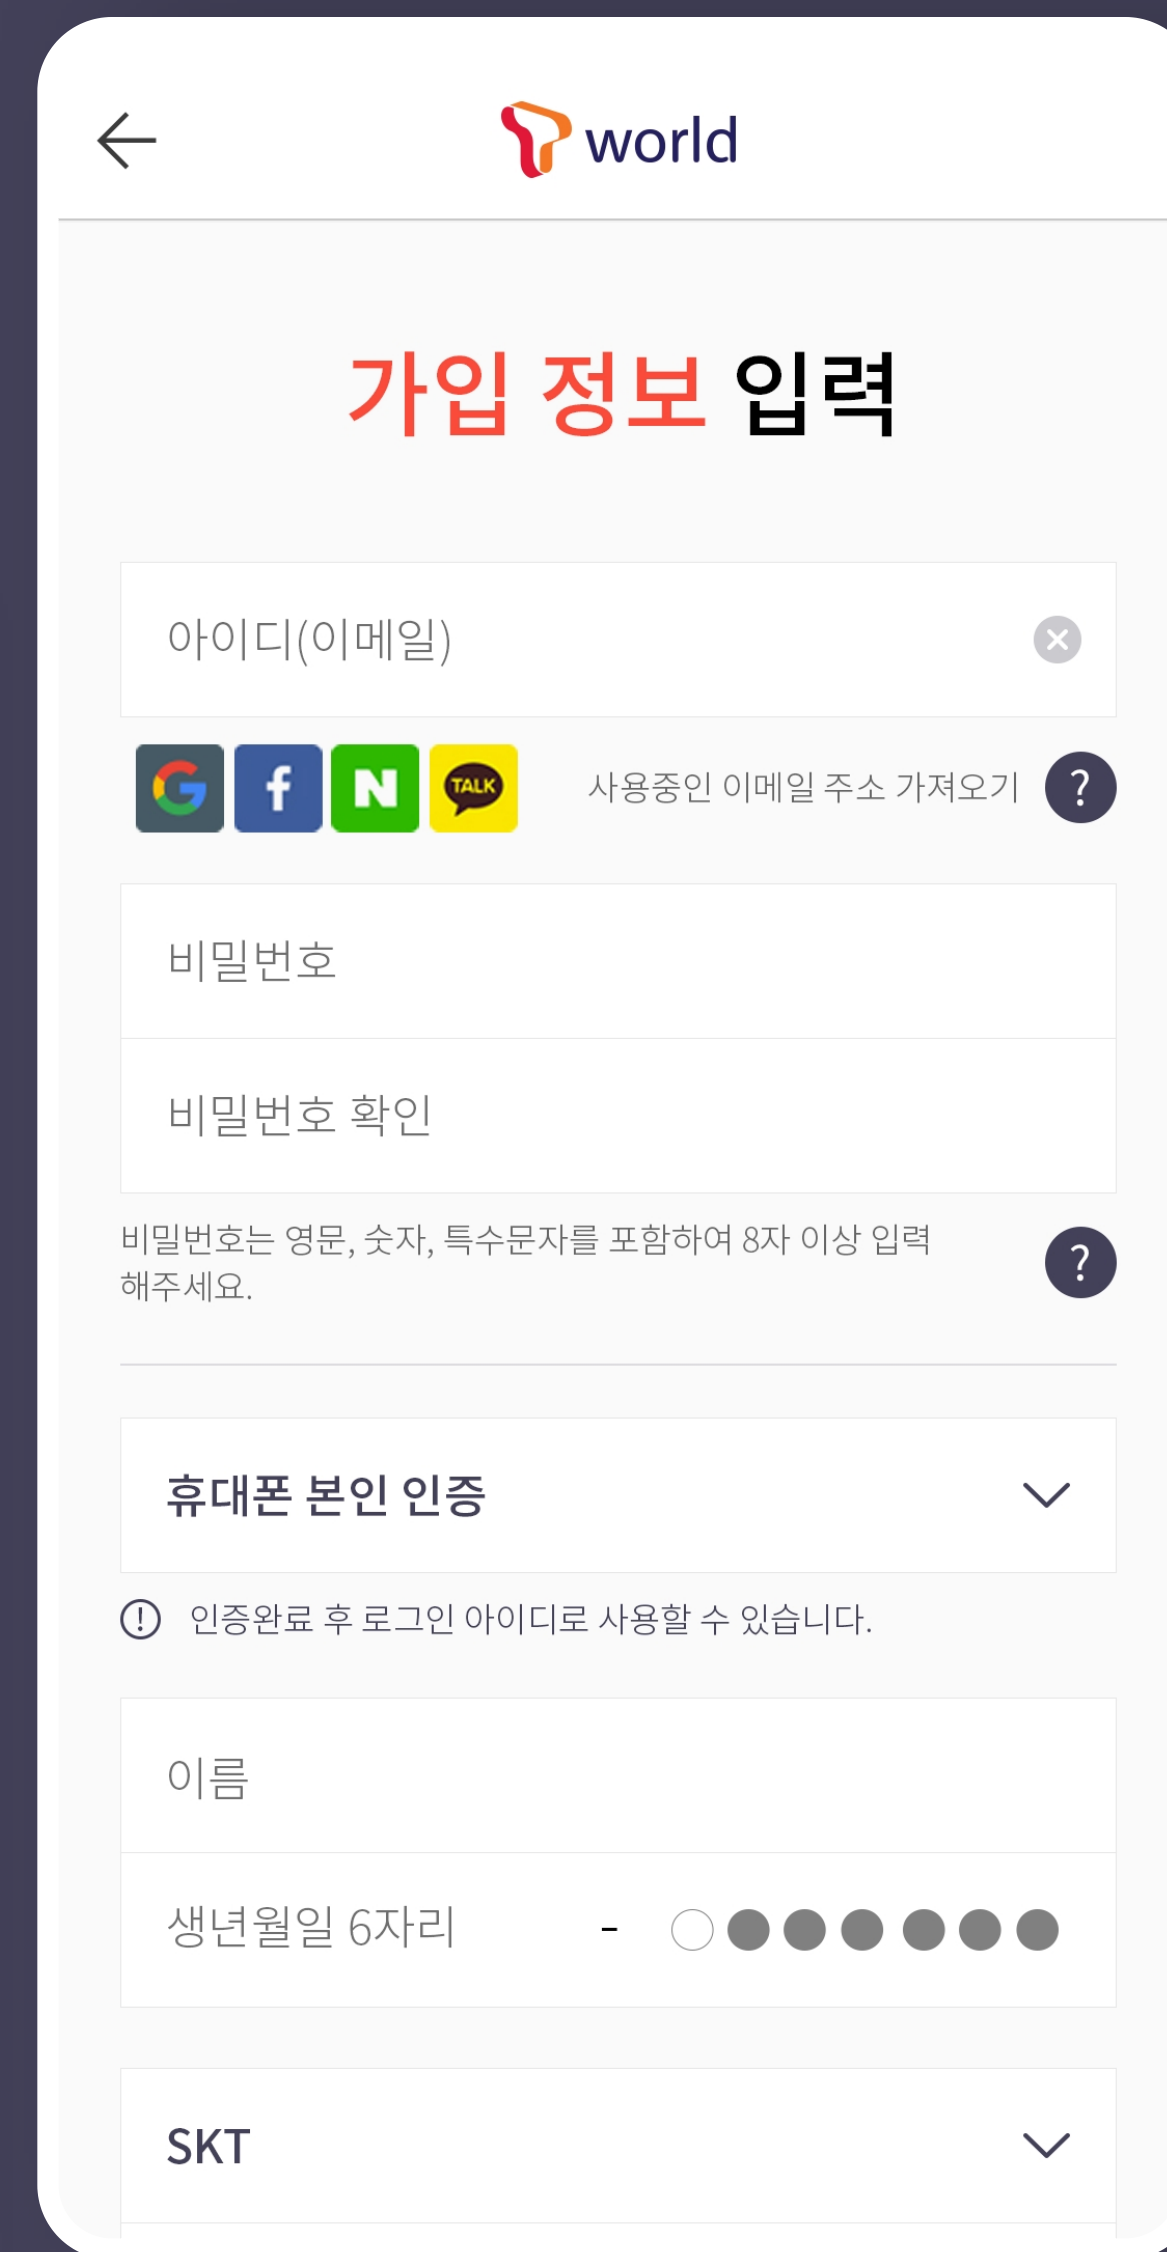 world
가입 정보 입력
아이디(이메일)
G f N TALK 사용중인 이메일 주소 가져오기 ?
비밀번호
비밀번호 확인
비밀번호는 영문, 숫자, 특수문자를 포함하여 8자 이상 입력
해주세요.
?
휴대폰 본인 인증
인증완료 후 로그인 아이디로 사용할 수 있습니다.
이름
생년월일 6자리 -
SKT